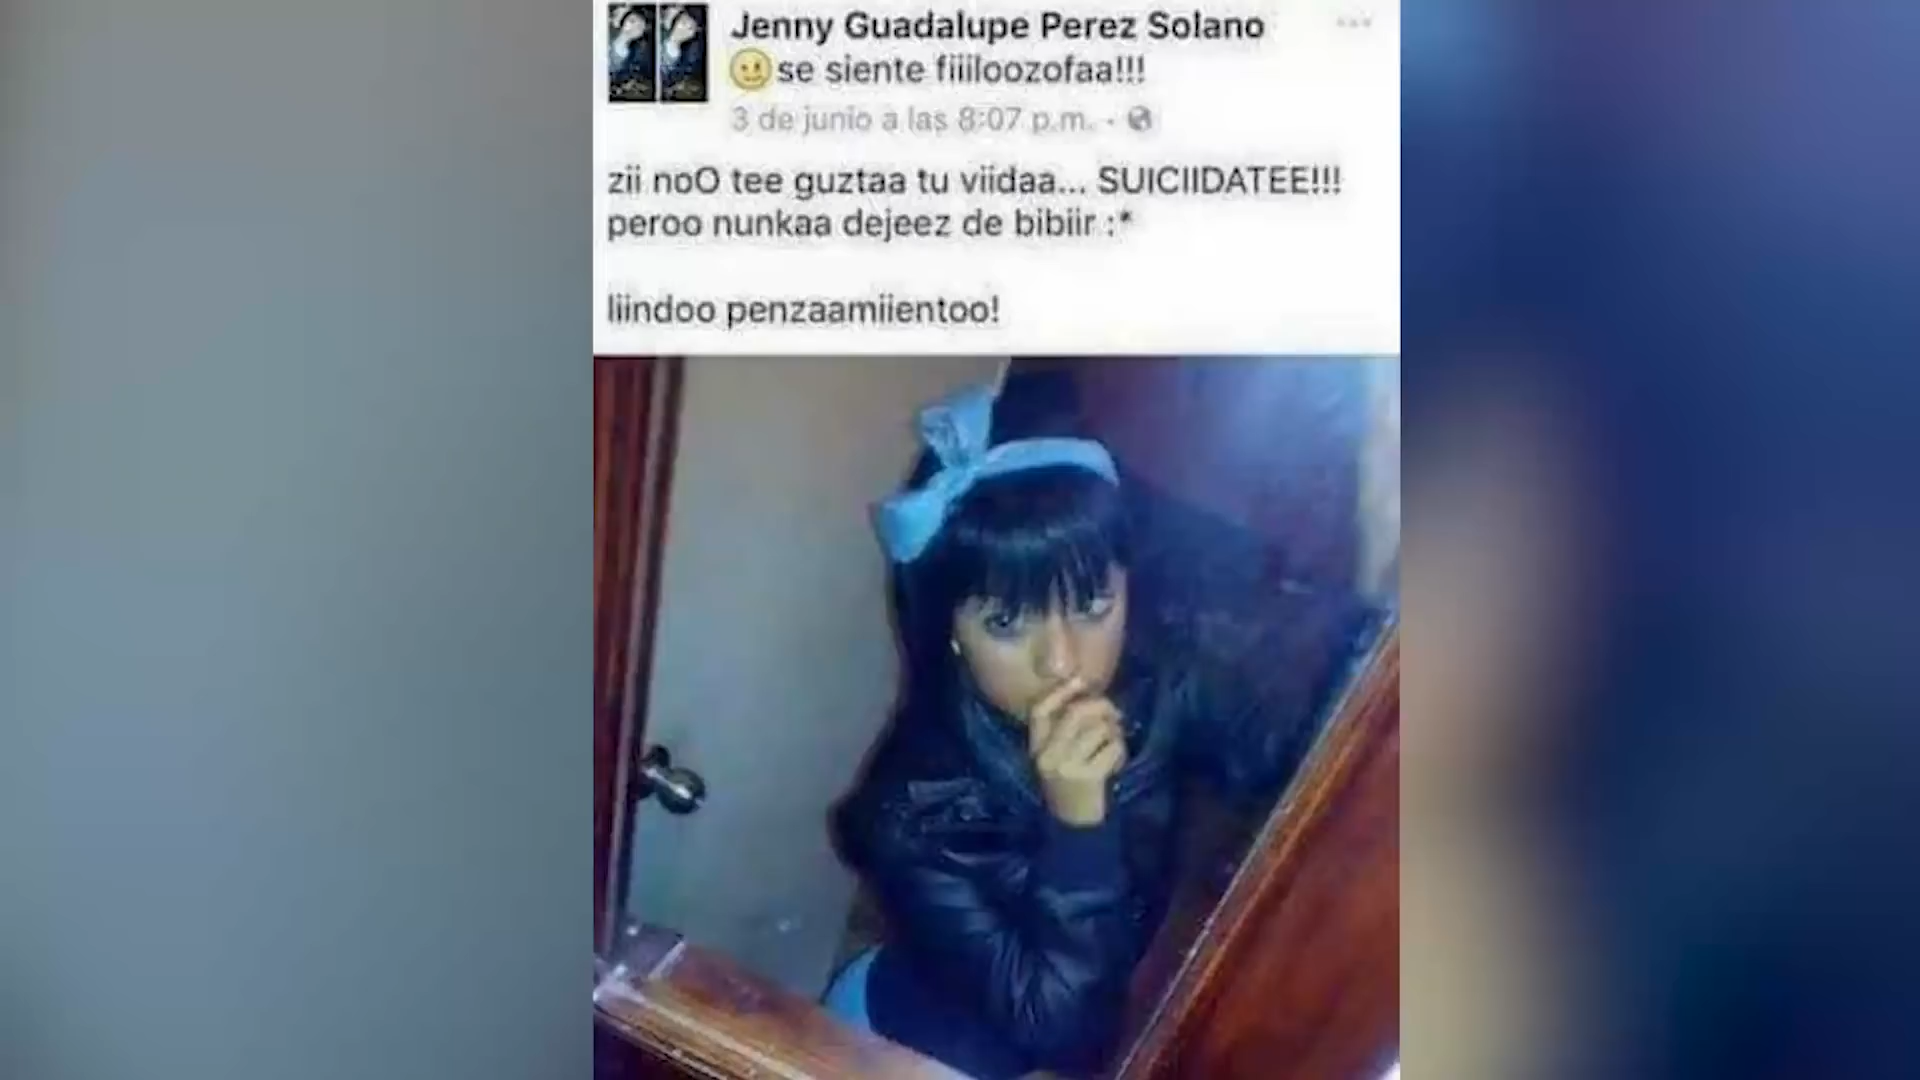 Jenny Guadalupe Perez Solano
se siente fiiiloozofaa!!!
3 de junio a las 8:07 p.m. ·
zii noO tee guztaa tu viidaa... SUICIIDATEE!!!
peroo nunkaa dejeez de bibiir :*
liindoo penzaamiientoo!